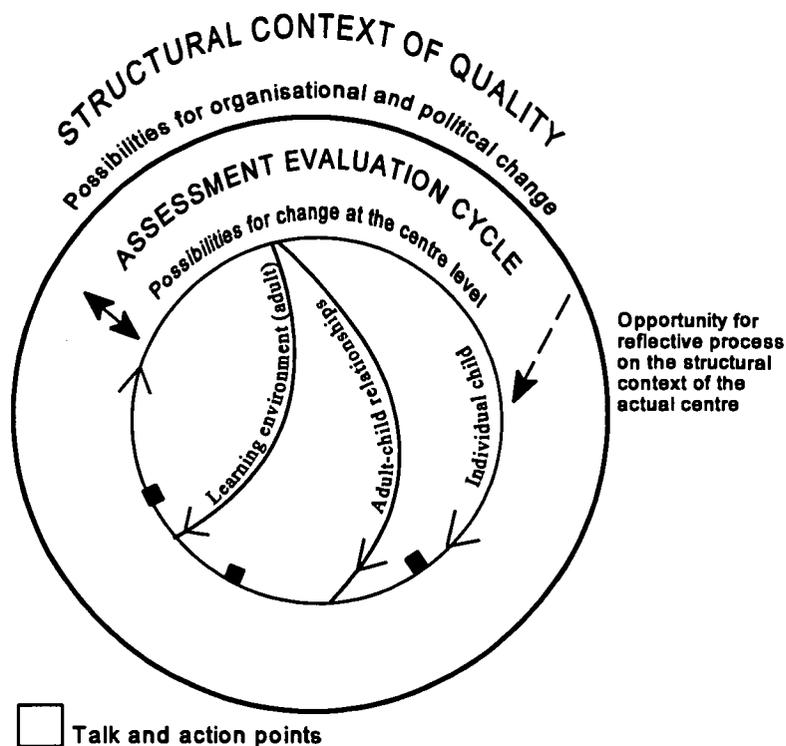 STRUCTURAL CONTEXT OF QUALITY
Possibilities for organisational and political change
ASSESSMENT EVALUATION CYCLE
Possibilities for change at the centre level
Learning environment (adult)
Adult-child relationships
Individual child
Opportunity for
reflective process
on the structural
context of the
actual centre
Talk and action points